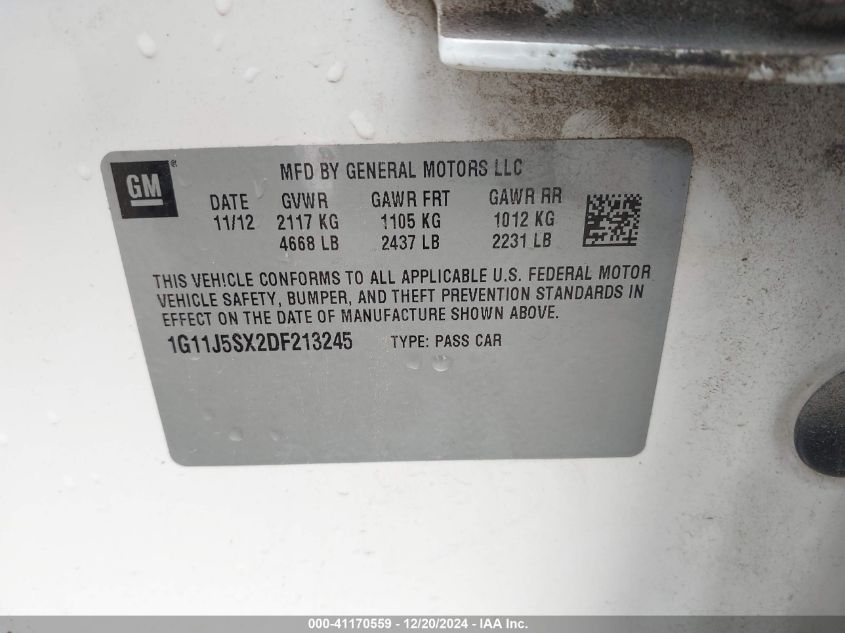 GM®
MFD BY GENERAL MOTORS LLC
DATE GVWR GAWR FRT GAWR RR
11/12 2117 KG 1105 KG 1012 KG
4668 LB 2437 LB 2231 LB
THIS VEHICLE CONFORMS TO ALL APPLICABLE U.S. FEDERAL MOTOR
VEHICLE SAFETY, BUMPER, AND THEFT PREVENTION STANDARDS IN
EFFECT ON THE DATE OF MANUFACTURE SHOWN ABOVE.
1G11J5SX2DF213245 TYPE: PASS CAR
000-41170559 - 12/20/2024 - IAA Inc.